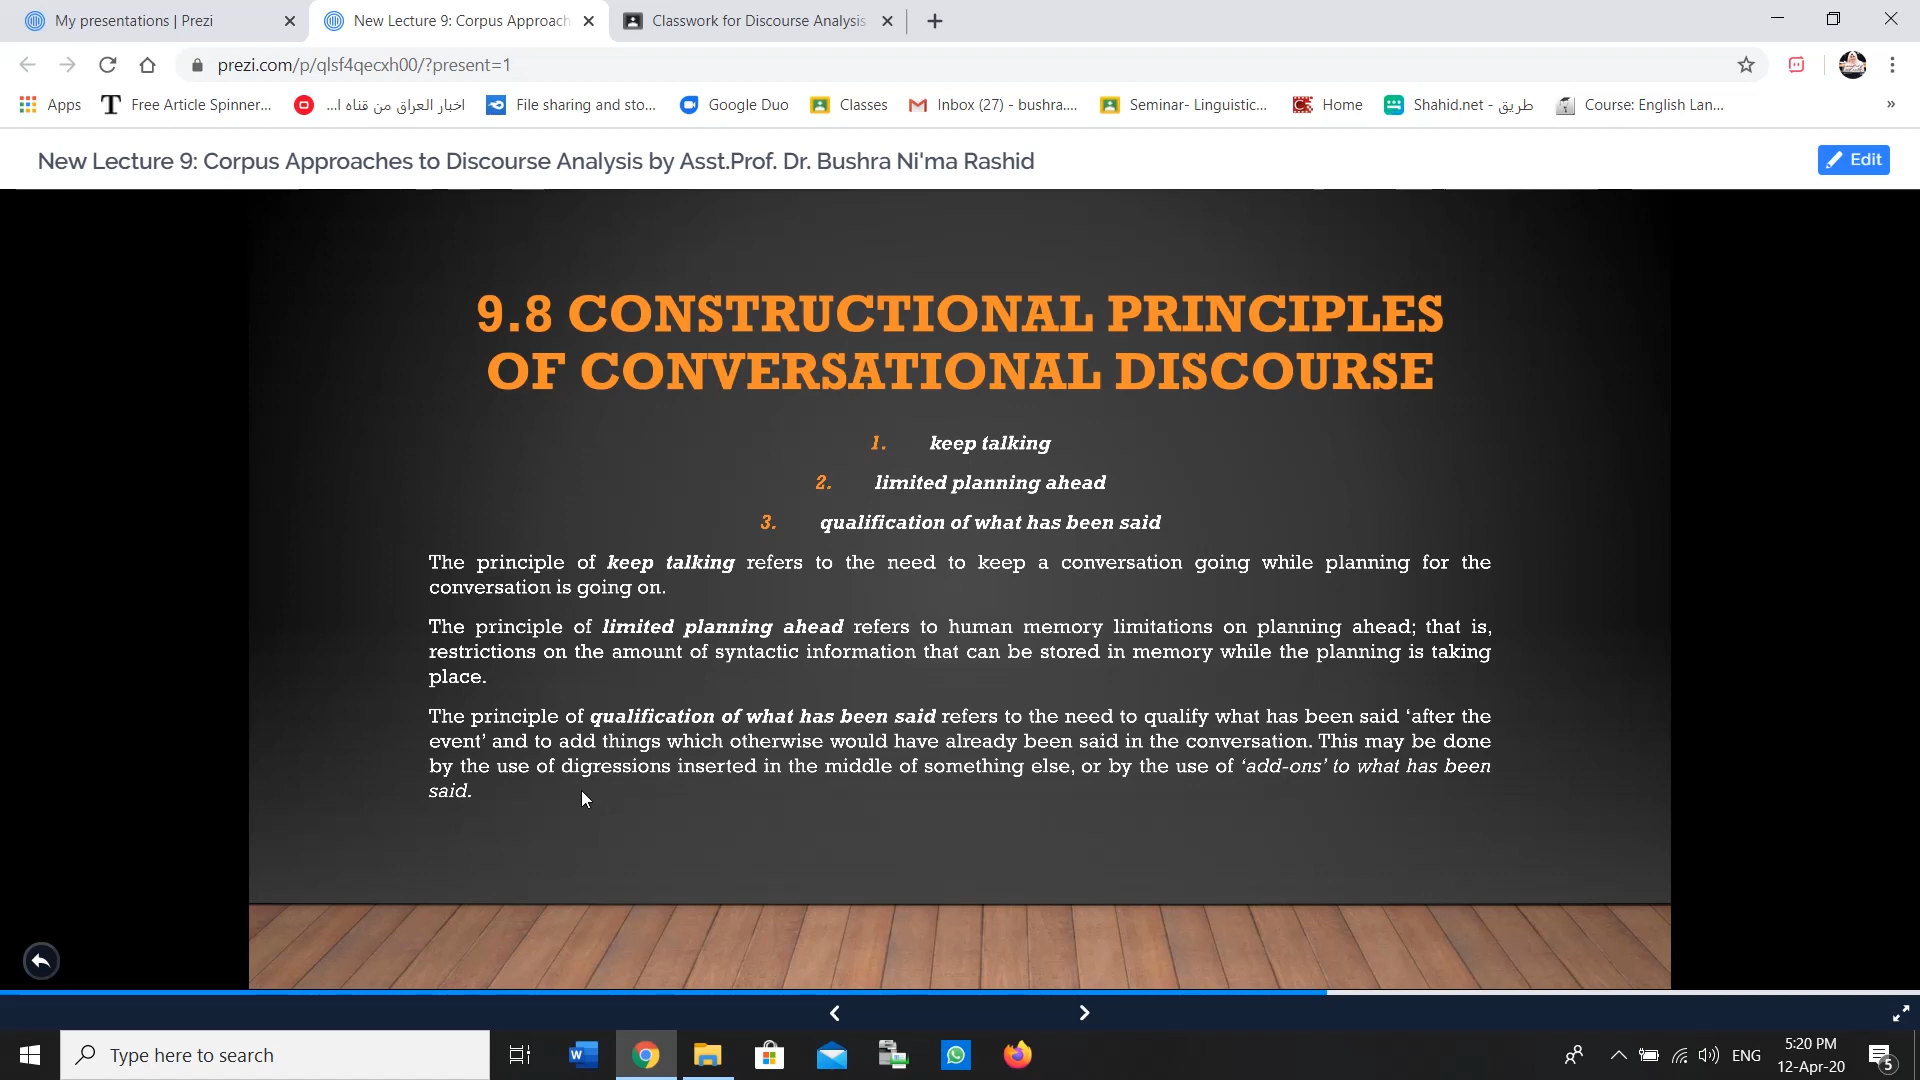 My presentations | Prezi
New Lecture 9: Corpus Approach
Classwork for Discourse Analysis
prezi.com/p/qlsf4qecxh00/?present=1
Apps
Free Article Spinner...
اخبار العراق من قناه ا...
File sharing and sto...
Google Duo
Classes
Inbox (27) - bushra....
Seminar- Linguistic...
Home
Shahid.net - طريق
Course: English Lan...
»
New Lecture 9: Corpus Approaches to Discourse Analysis by Asst.Prof. Dr. Bushra Ni'ma Rashid
Edit
9.8 CONSTRUCTIONAL PRINCIPLES
OF CONVERSATIONAL DISCOURSE
1. keep talking
2. limited planning ahead
3. qualification of what has been said
The principle of keep talking refers to the need to keep a conversation going while planning for the
conversation is going on.
The principle of limited planning ahead refers to human memory limitations on planning ahead; that is,
restrictions on the amount of syntactic information that can be stored in memory while the planning is taking
place.
The principle of qualification of what has been said refers to the need to qualify what has been said ‘after the
event’ and to add things which otherwise would have already been said in the conversation. This may be done
by the use of digressions inserted in the middle of something else, or by the use of ‘add-ons’ to what has been
said.
Type here to search
ENG
5:20 PM
12-Apr-20
5